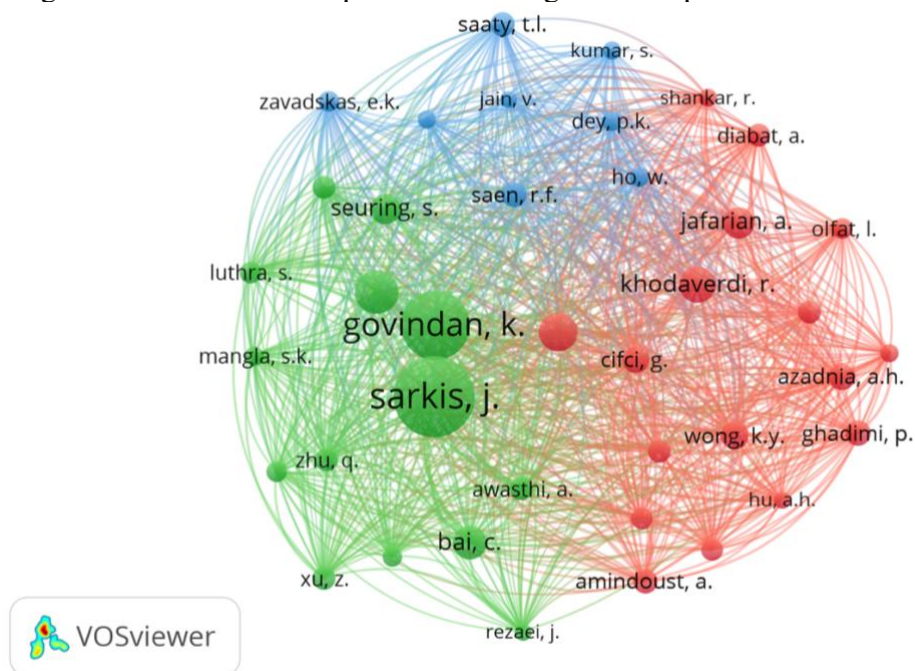 saaty, t.l.
kumar, s.
zavadskas, e.k.
jain, v.
shankar, r.
dey, p.k.
diabat, a.
ho, w.
saen, r.f.
seuring, s.
jafarian, a.
olfat, l.
luthra, s.
khodaverdi, r.
govindan, k.
mangla, s.k.
cifci, g.
azadnia, a.h.
sarkis, j.
wong, k.y.
ghadimi, p.
zhu, q.
awasthi, a.
hu, a.h.
bai, c.
xu, z.
amindoust, a.
rezaei, j.
VOSviewer